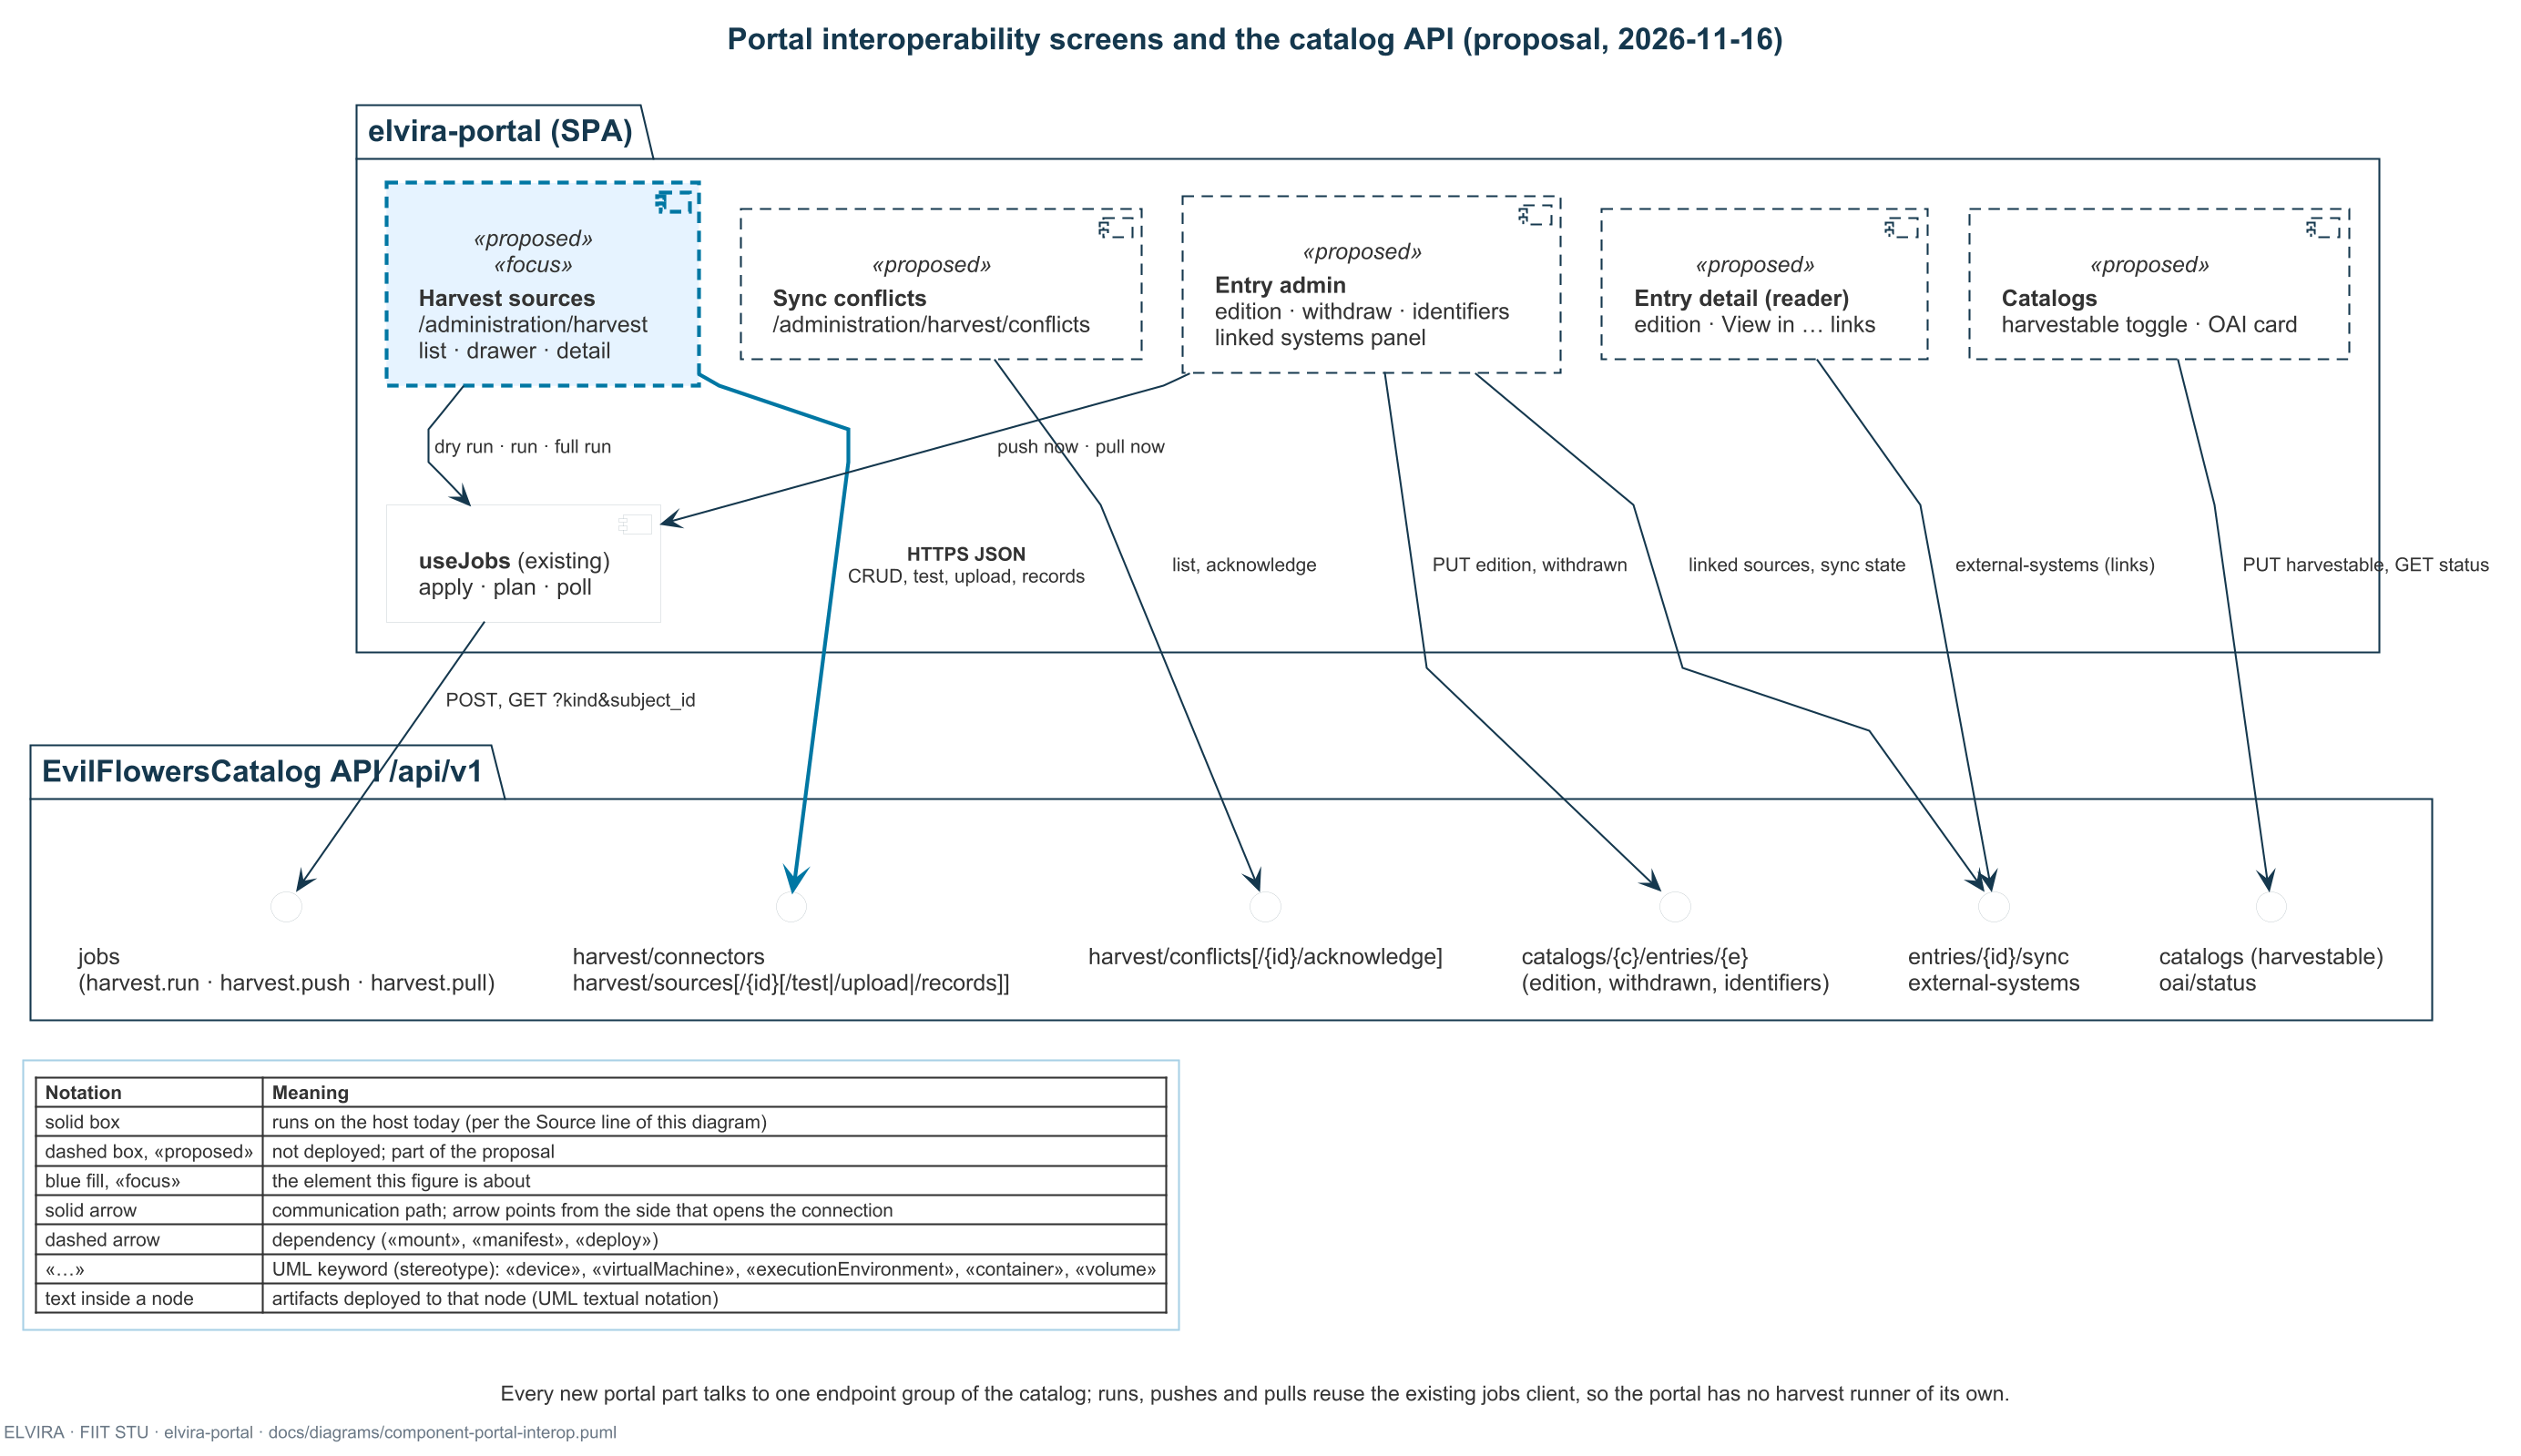 Portal interoperability screens and the catalog API (proposal, 2026-11-16)
elvira-portal (SPA)
«proposed»
«focus»
Harvest sources
/administration/harvest
list · drawer · detail
«proposed»
Sync conflicts
/administration/harvest/conflicts
«proposed»
Entry admin
edition · withdraw · identifiers
linked systems panel
«proposed»
Entry detail (reader)
edition · View in … links
«proposed»
Catalogs
harvestable toggle · OAI card
dry run · run · full run
push now · pull now
useJobs (existing)
apply · plan · poll
HTTPS JSON
CRUD, test, upload, records
list, acknowledge
PUT edition, withdrawn
linked sources, sync state
external-systems (links)
PUT harvestable, GET status
POST, GET ?kind&subject_id
EvilFlowersCatalog API /api/v1
jobs
(harvest.run · harvest.push · harvest.pull)
harvest/connectors
harvest/sources[/{id}[/test|/upload|/records]]
harvest/conflicts[/{id}/acknowledge]
catalogs/{c}/entries/{e}
(edition, withdrawn, identifiers)
entries/{id}/sync
external-systems
catalogs (harvestable)
oai/status
Notation Meaning
solid box runs on the host today (per the Source line of this diagram)
dashed box, «proposed» not deployed; part of the proposal
blue fill, «focus» the element this figure is about
solid arrow communication path; arrow points from the side that opens the connection
dashed arrow dependency («mount», «manifest», «deploy»)
«…» UML keyword (stereotype): «device», «virtualMachine», «executionEnvironment», «container», «volume»
text inside a node artifacts deployed to that node (UML textual notation)
Every new portal part talks to one endpoint group of the catalog; runs, pushes and pulls reuse the existing jobs client, so the portal has no harvest runner of its own.
ELVIRA · FIIT STU · elvira-portal · docs/diagrams/component-portal-interop.puml